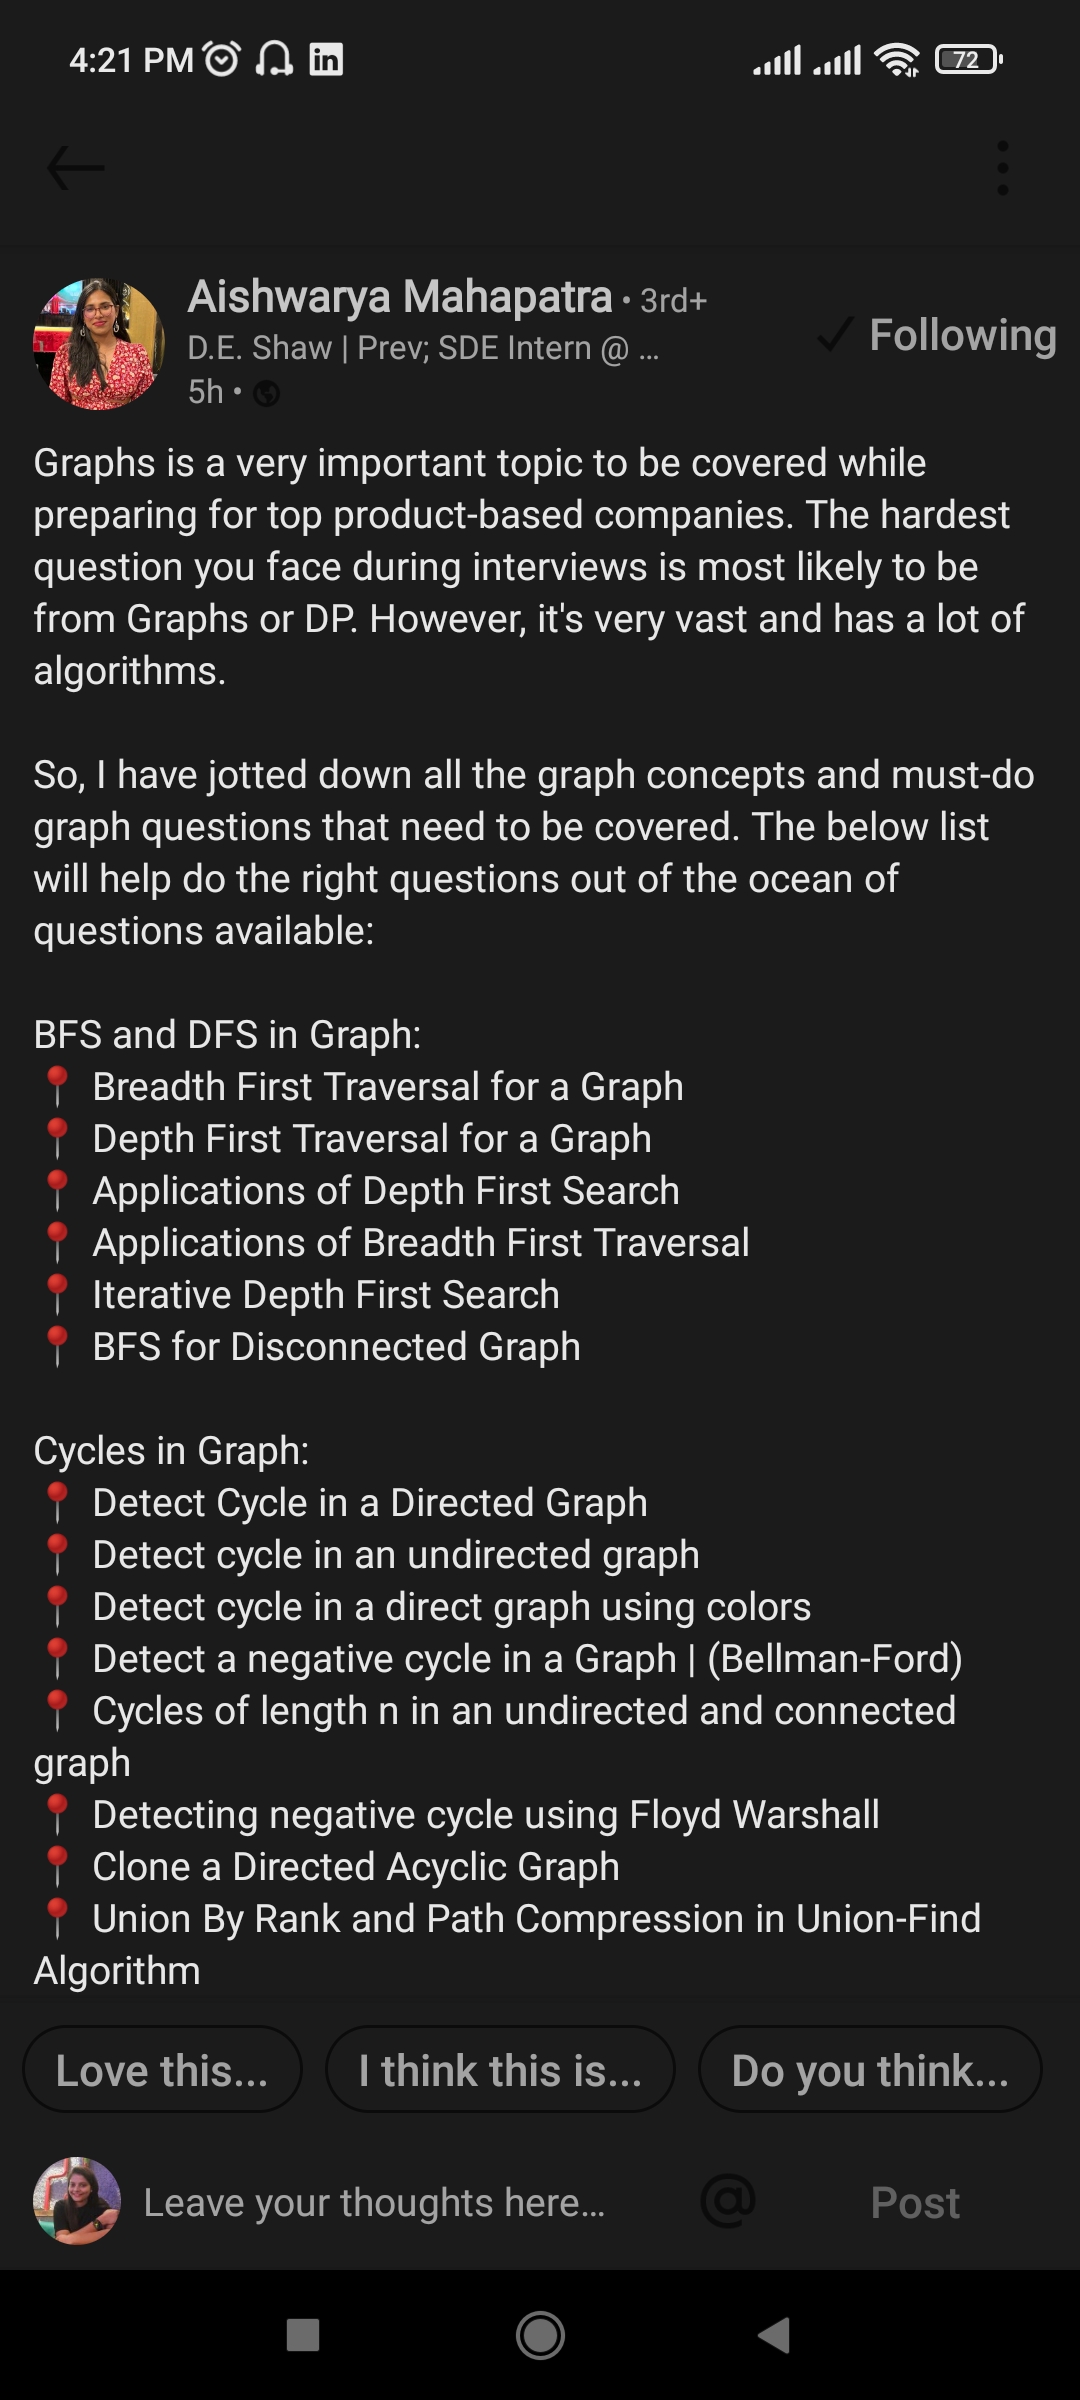 4:21 PM in 72
Aishwarya Mahapatra • 3rd+
D.E. Shaw | Prev; SDE Intern @ ...
Following
5h •
Graphs is a very important topic to be covered while
preparing for top product-based companies. The hardest
question you face during interviews is most likely to be
from Graphs or DP. However, it's very vast and has a lot of
algorithms.
So, I have jotted down all the graph concepts and must-do
graph questions that need to be covered. The below list
will help do the right questions out of the ocean of
questions available:
BFS and DFS in Graph:
📍 Breadth First Traversal for a Graph
📍 Depth First Traversal for a Graph
📍 Applications of Depth First Search
📍 Applications of Breadth First Traversal
📍 Iterative Depth First Search
📍 BFS for Disconnected Graph
Cycles in Graph:
📍 Detect Cycle in a Directed Graph
📍 Detect cycle in an undirected graph
📍 Detect cycle in a direct graph using colors
📍 Detect a negative cycle in a Graph | (Bellman-Ford)
📍 Cycles of length n in an undirected and connected
graph
📍 Detecting negative cycle using Floyd Warshall
📍 Clone a Directed Acyclic Graph
📍 Union By Rank and Path Compression in Union-Find
Algorithm
Love this... I think this is... Do you think...
Leave your thoughts here... @ Post